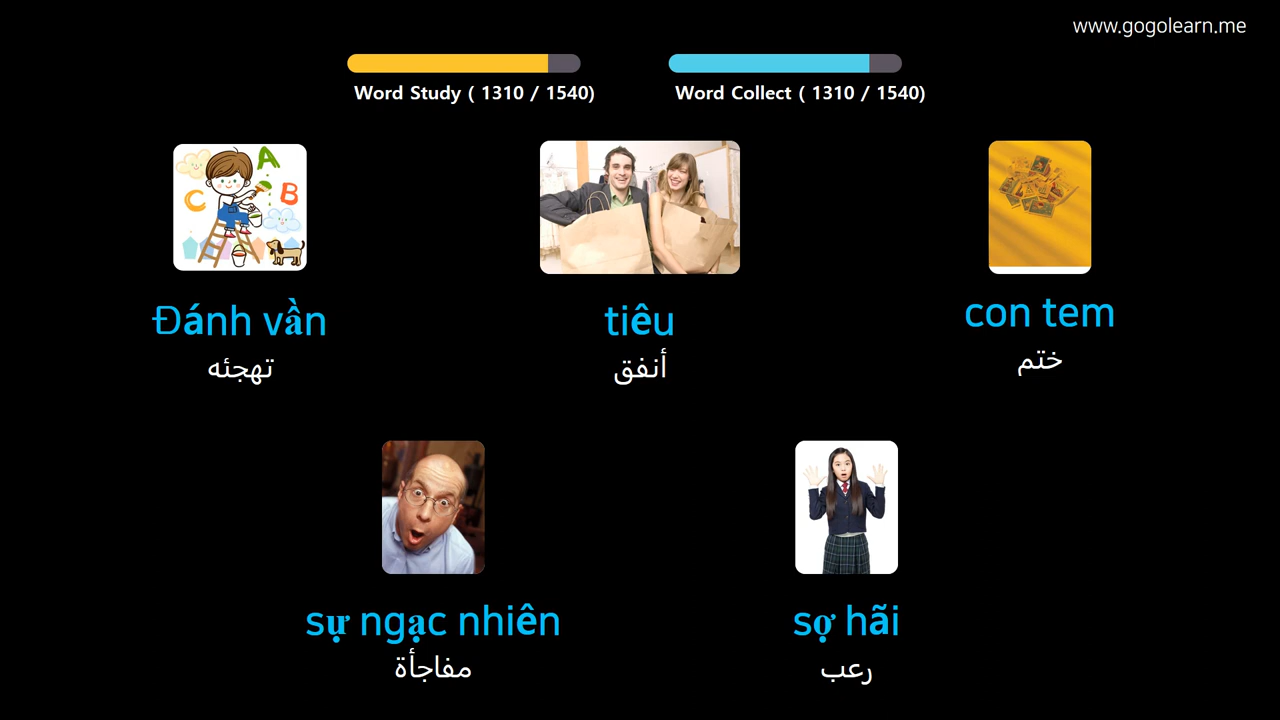 www.gogolearn.me
Word Study ( 1310 / 1540)
Word Collect ( 1310 / 1540)
A
B
C
Đánh vần
تهجئه
tiêu
أنفق
con tem
ختم
sự ngạc nhiên
مفاجأة
sợ hãi
رعب